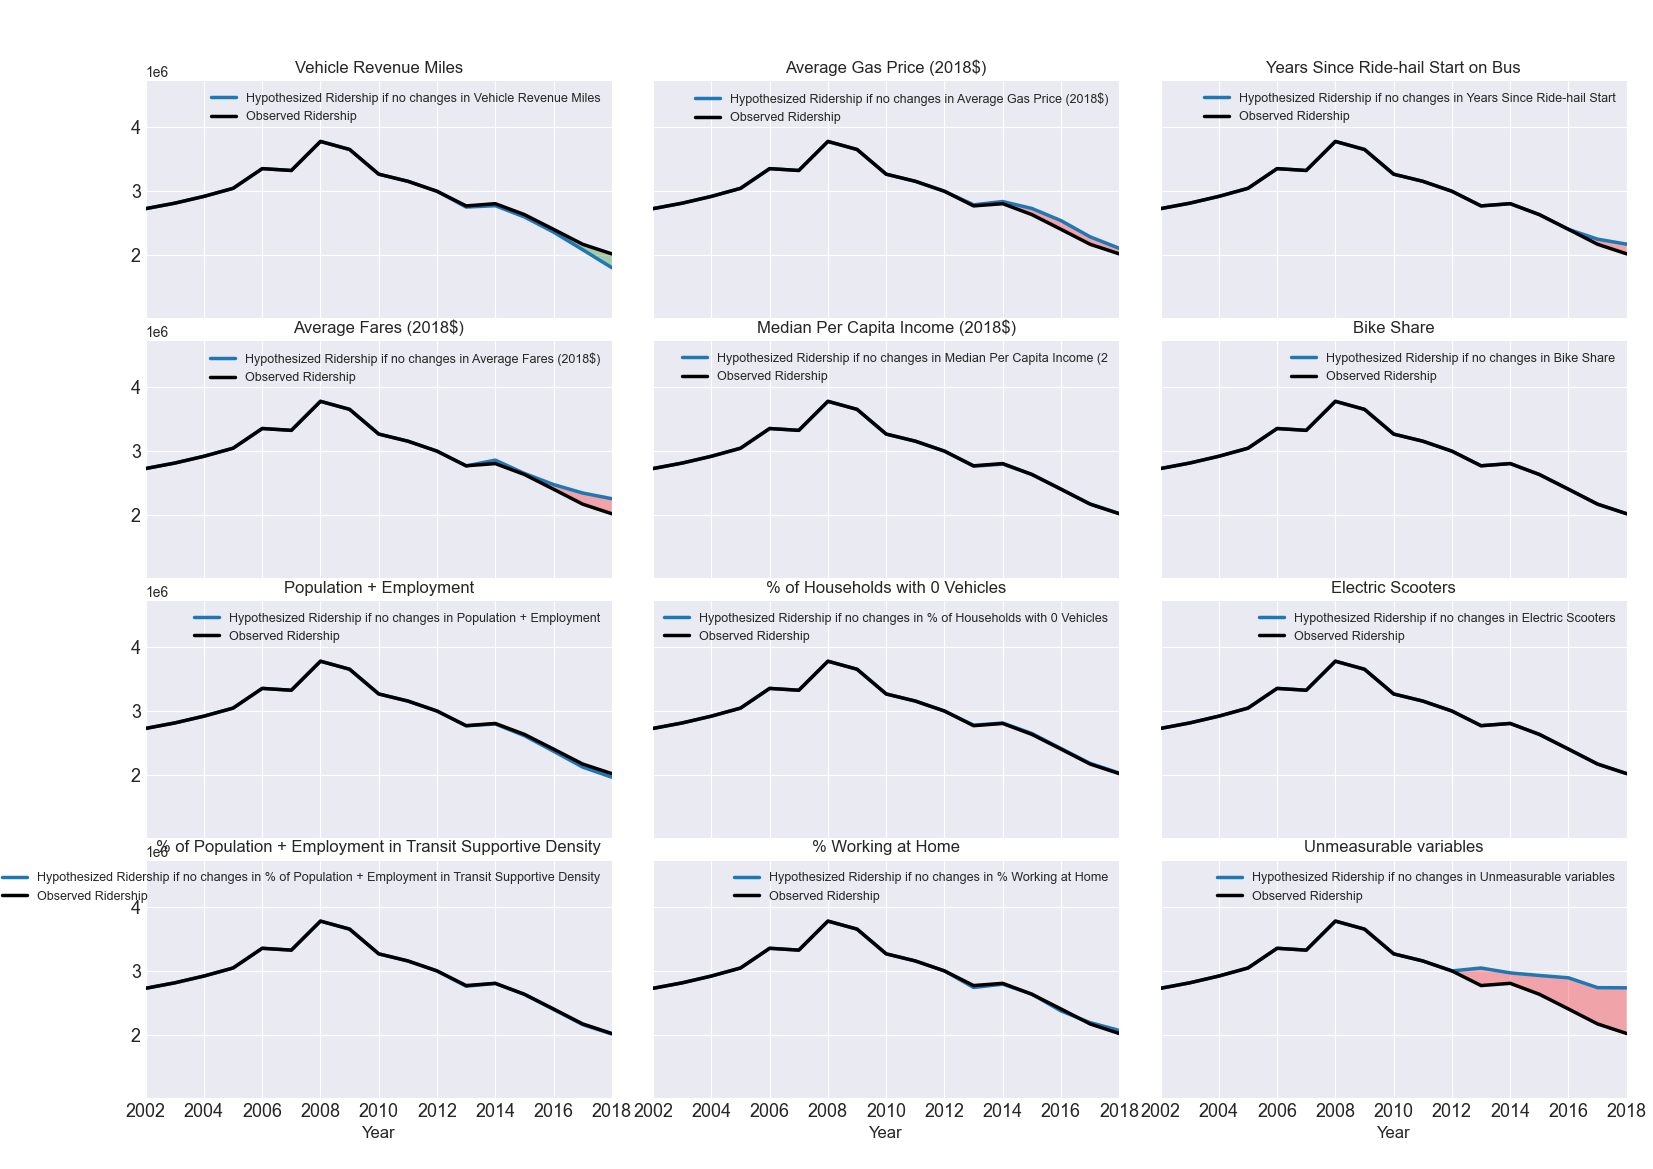 Vehicle Revenue Miles
1e6
Hypothesized Ridership if no changes in Vehicle Revenue Miles
Observed Ridership
4
3
2
Average Gas Price (2018$)
Hypothesized Ridership if no changes in Average Gas Price (2018$)
Observed Ridership
Years Since Ride-hail Start on Bus
Hypothesized Ridership if no changes in Years Since Ride-hail Start
Observed Ridership
Average Fares (2018$)
1e6
Hypothesized Ridership if no changes in Average Fares (2018$)
Observed Ridership
4
3
2
Median Per Capita Income (2018$)
Hypothesized Ridership if no changes in Median Per Capita Income (2
Observed Ridership
Bike Share
Hypothesized Ridership if no changes in Bike Share
Observed Ridership
Population + Employment
1e6
Hypothesized Ridership if no changes in Population + Employment
Observed Ridership
4
3
2
% of Households with 0 Vehicles
Hypothesized Ridership if no changes in % of Households with 0 Vehicles
Observed Ridership
Electric Scooters
Hypothesized Ridership if no changes in Electric Scooters
Observed Ridership
% of Population + Employment in Transit Supportive Density
1e6
Hypothesized Ridership if no changes in % of Population + Employment in Transit Supportive Density
Observed Ridership
4
3
2
2002 2004 2006 2008 2010 2012 2014 2016 2018
Year
% Working at Home
Hypothesized Ridership if no changes in % Working at Home
Observed Ridership
2002 2004 2006 2008 2010 2012 2014 2016 2018
Year
Unmeasurable variables
Hypothesized Ridership if no changes in Unmeasurable variables
Observed Ridership
2002 2004 2006 2008 2010 2012 2014 2016 2018
Year